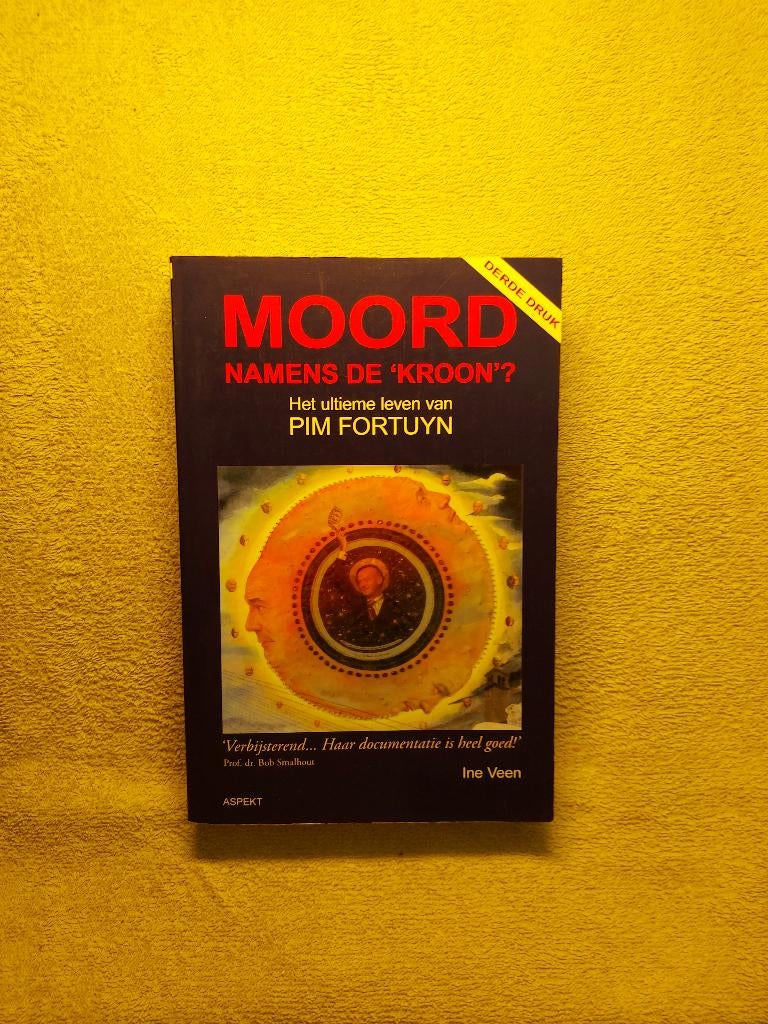 DERDE DRUK
MOORD
NAMENS DE ‘KROON’?
Het ultieme leven van
PIM FORTUYN
‘Verbijsterend... Haar documentatie is heel goed!’
Prof. dr. Bob Smalhout
Ine Veen
ASPEKT